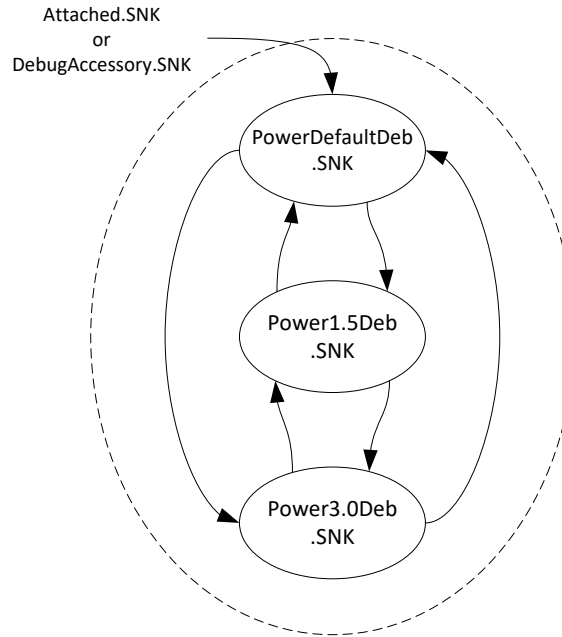 Attached.SNK
or
DebugAccessory.SNK
PowerDefaultDeb
.SNK
Power1.5Deb
.SNK
Power3.0Deb
.SNK